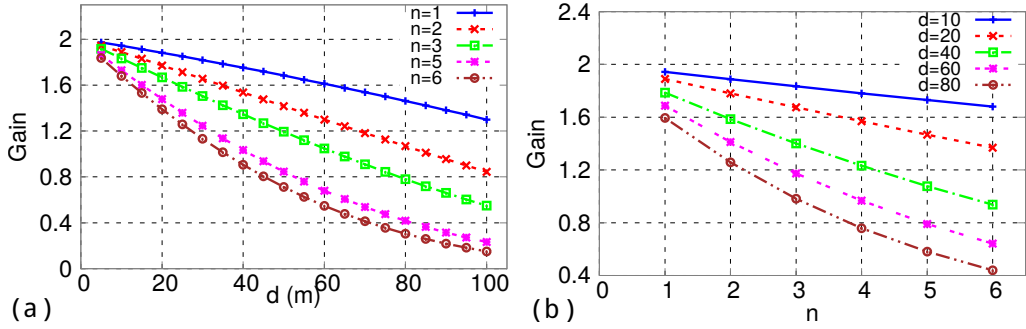 n=1
n=2
n=3
n=5
n=6
2
1.6
1.2
0.8
0.4
0
Gain
0 20 40 60 80 100
d (m)
(a)
d=10
d=20
d=40
d=60
d=80
2.4
2
1.6
1.2
0.8
0.4
Gain
0 1 2 3 4 5 6
n
(b)